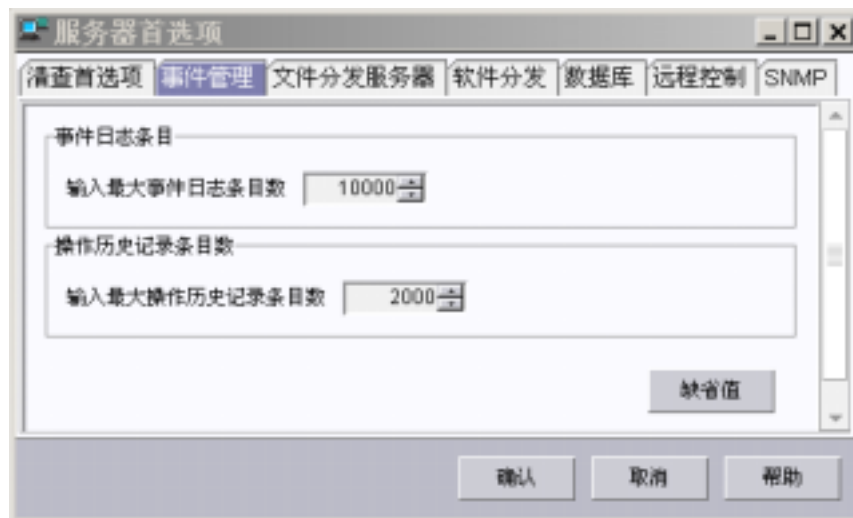 服务器首选项
清查首选项 事件管理 文件分发服务器 软件分发 数据库 远程控制 SNMP
事件日志条目
输入最大事件日志条目数 10000
操作历史记录条目数
输入最大操作历史记录条目数 2000
缺省值
确认 取消 帮助